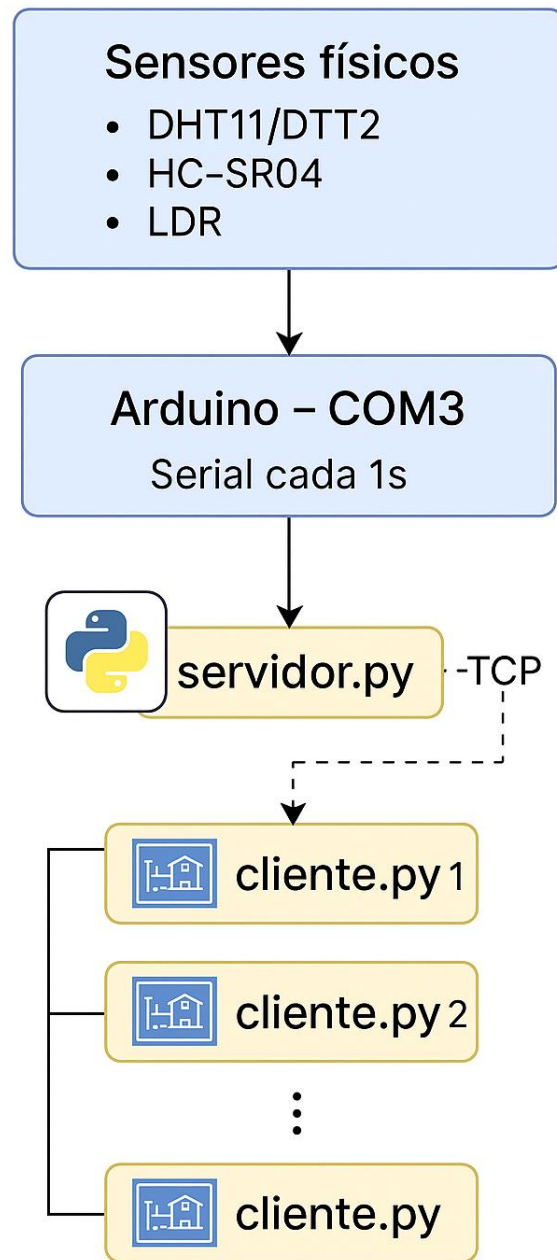 Sensores físicos
• DHT11/DTT2
• HC-SR04
• LDR
Arduino – COM3
Serial cada 1s
servidor.py
-TCP
cliente.py 1
cliente.py 2
⋮
cliente.py